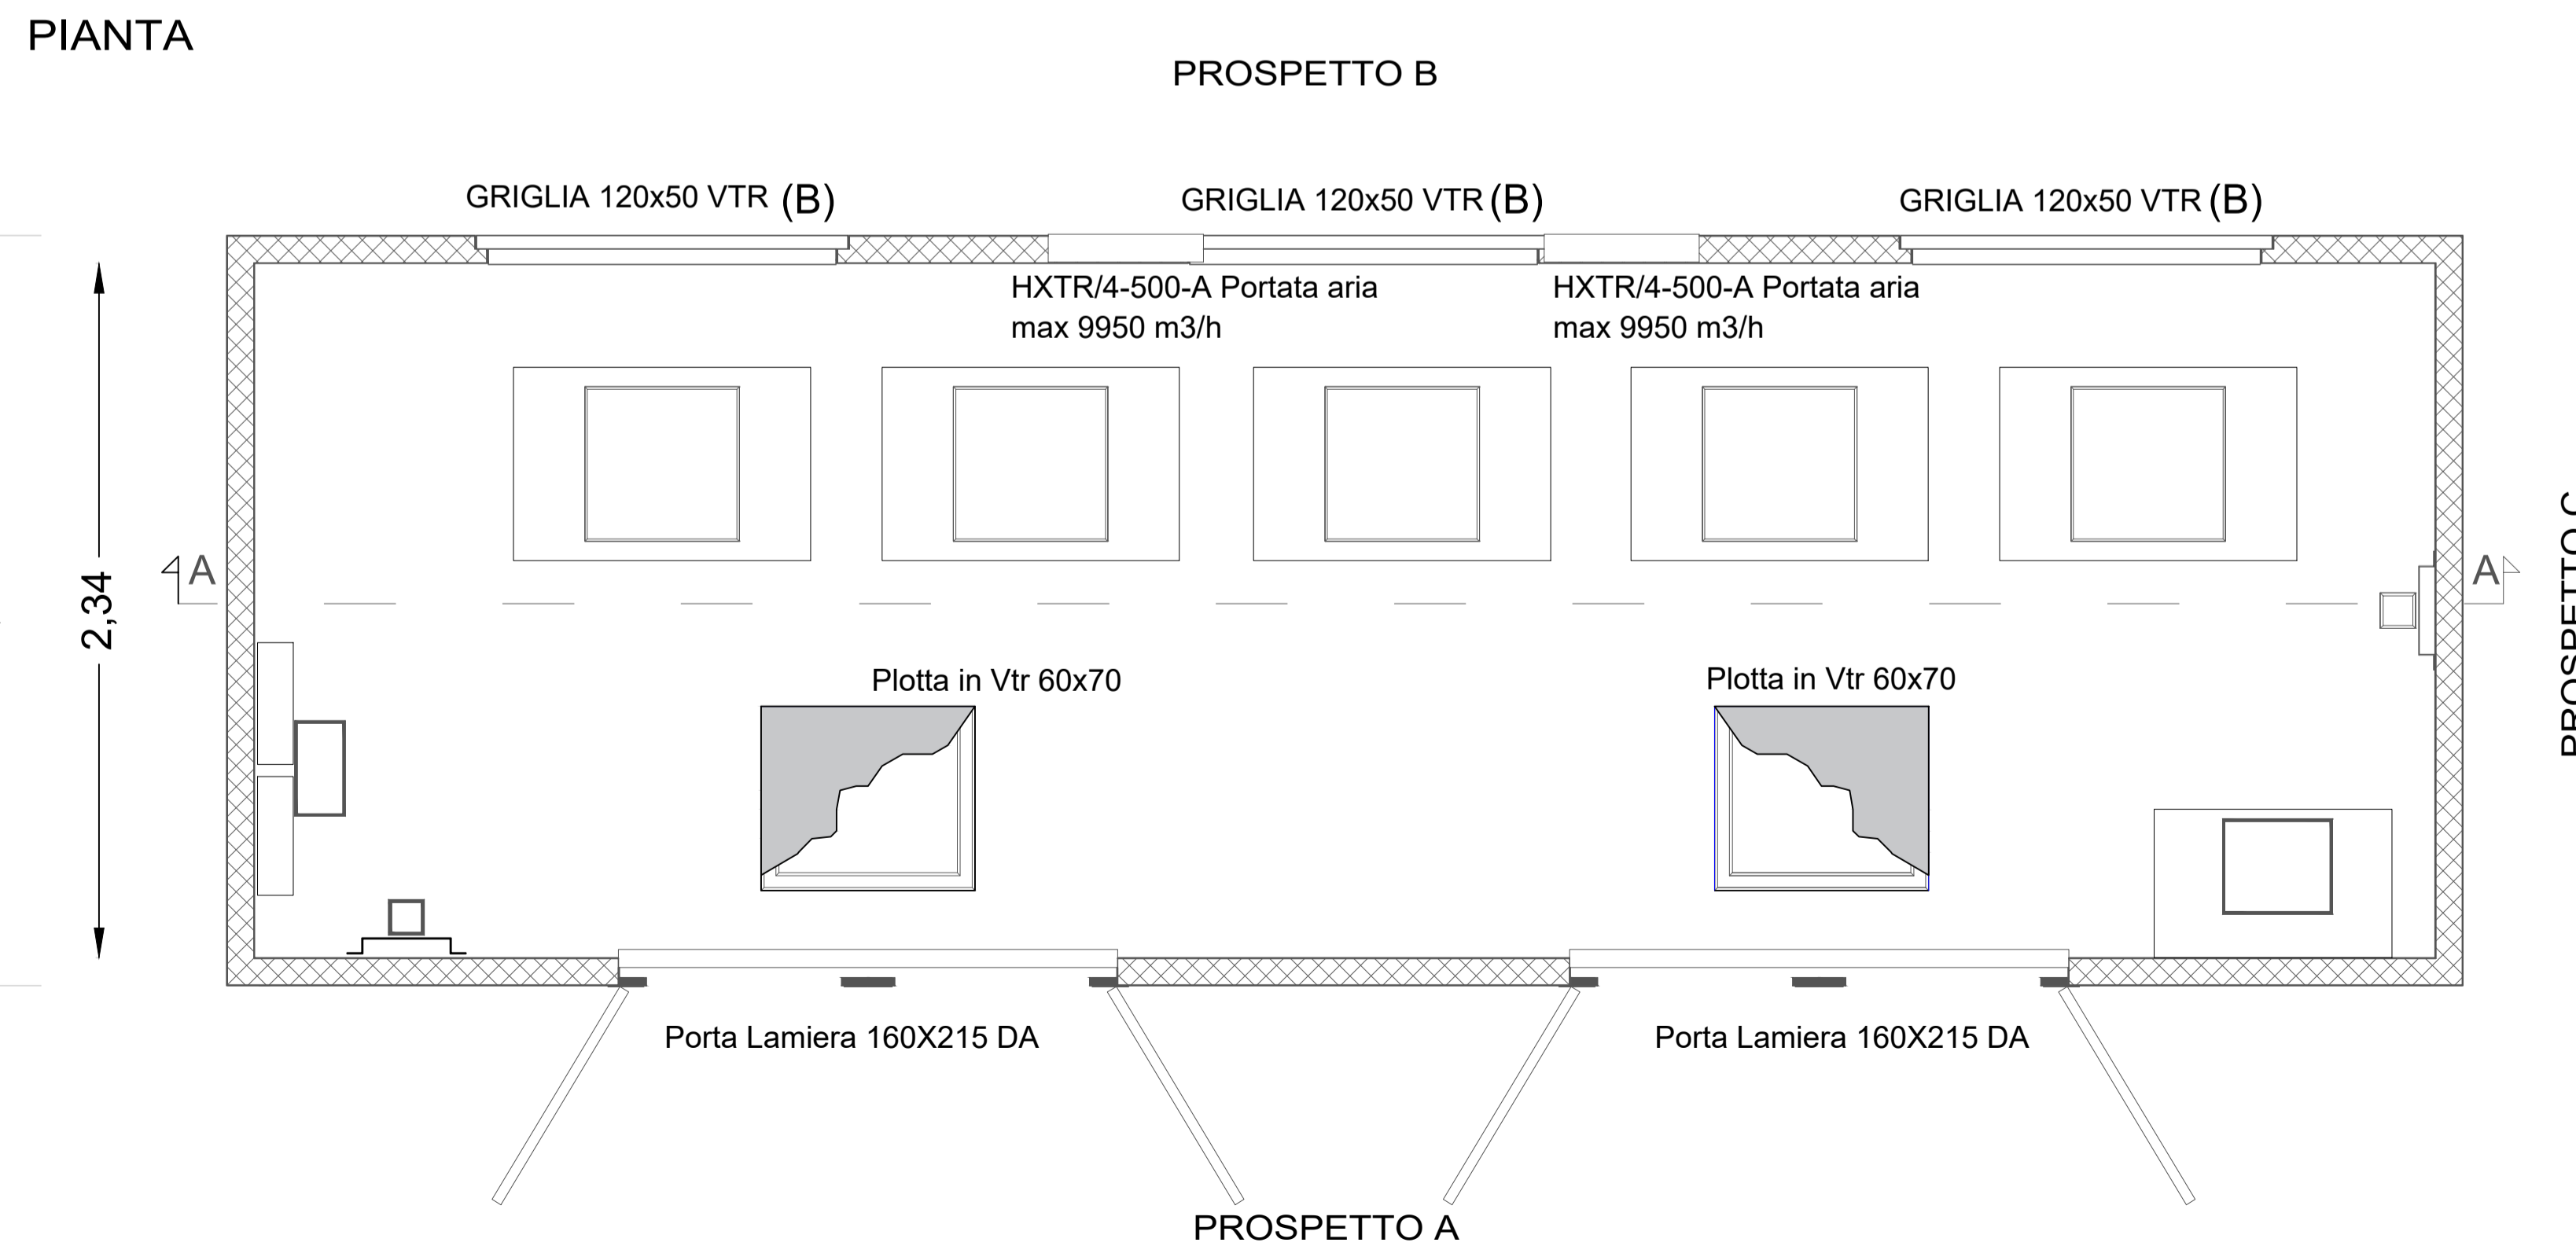 PIANTA
PROSPETTO B
GRIGLIA 120x50 VTR (B)
GRIGLIA 120x50 VTR (B)
GRIGLIA 120x50 VTR (B)
HXTR/4-500-A Portata aria
max 9950 m3/h
HXTR/4-500-A Portata aria
max 9950 m3/h
2,34
A
A
PROSPETTO C
Plotta in Vtr 60x70
Plotta in Vtr 60x70
Porta Lamiera 160X215 DA
Porta Lamiera 160X215 DA
PROSPETTO A